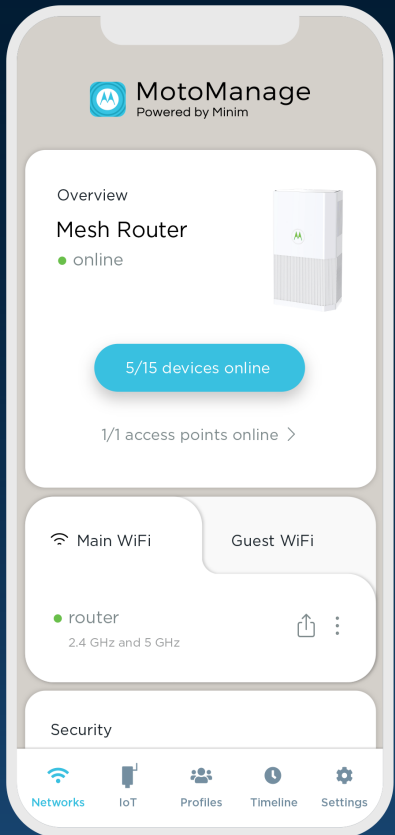 MotoManage
Powered by Minim
Overview
Mesh Router
online
5/15 devices online
1/1 access points online
Main WiFi
Guest WiFi
router
2.4 GHz and 5 GHz
Security
Networks
IoT
Profiles
Timeline
Settings